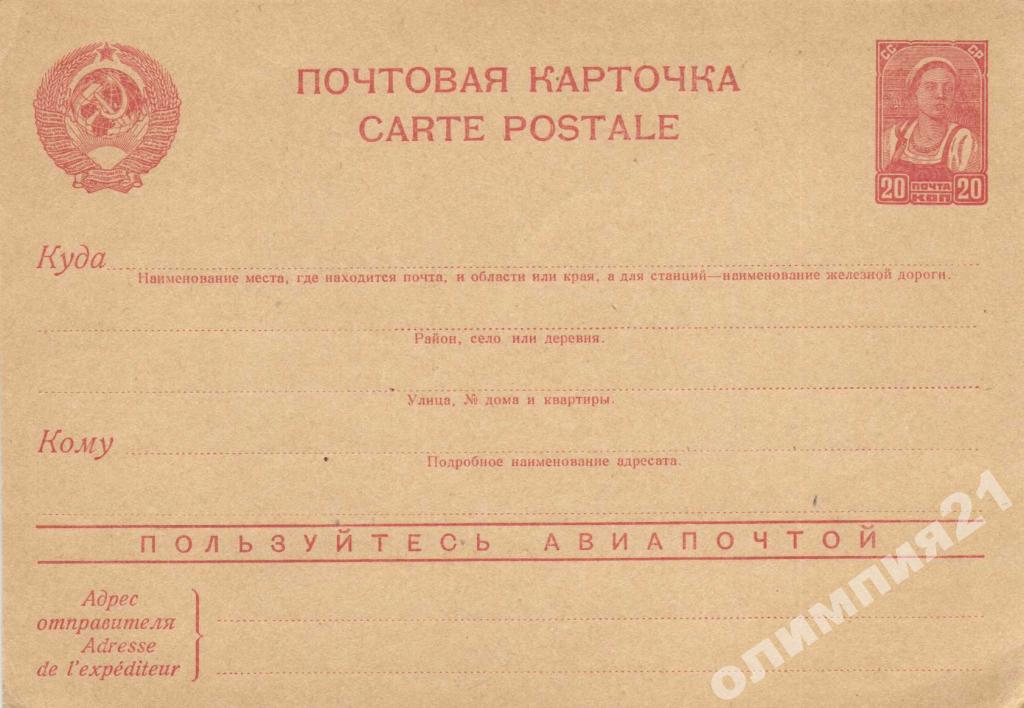 ПОЧТОВАЯ КАРТОЧКА
CARTE POSTALE
СС СР
20 ПОЧТА 20
КОП
Куда
Наименование места, где находится почта, и области или края, а для станций—наименование железной дороги.
Район, село или деревня.
Улица, № дома и квартиры.
Кому
Подробное наименование адресата.
ПОЛЬЗУЙТЕСЬ АВИАПОЧТОЙ
Адрес
отправителя
Adresse
de l'expéditeur
олимпия21